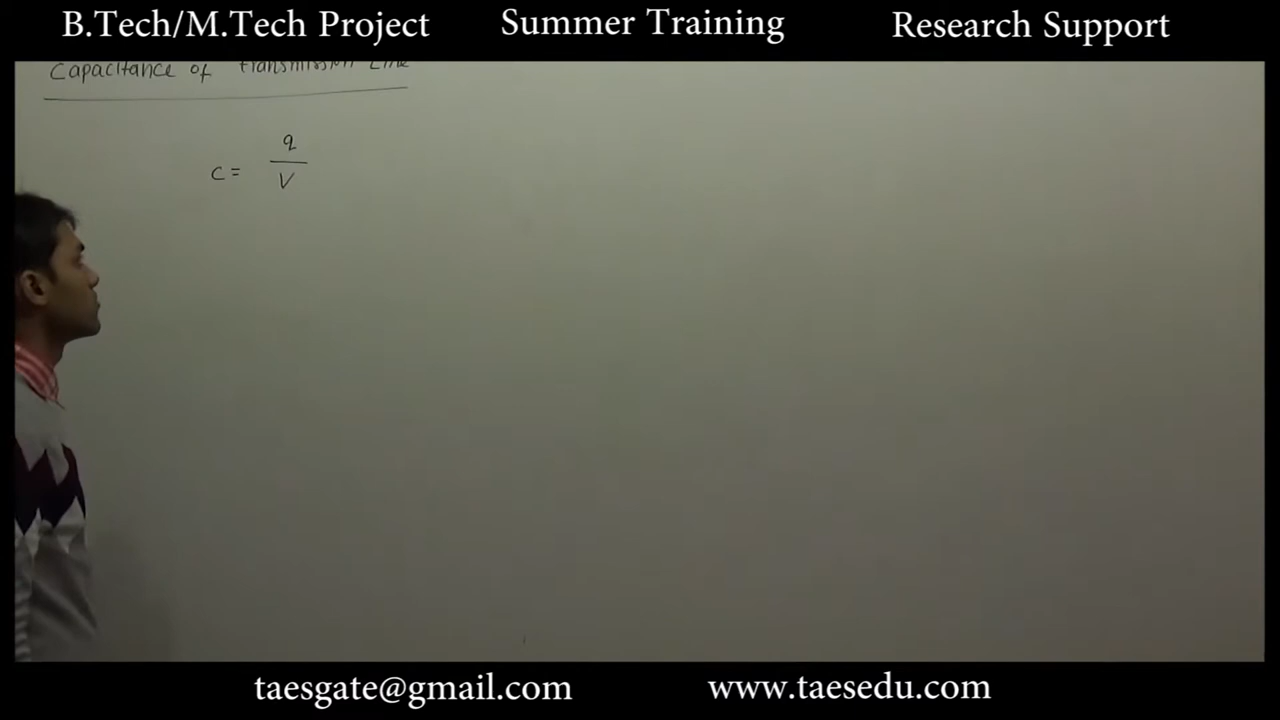 B.Tech/M.Tech Project Summer Training Research Support
Capacitance of transmission Line
c = q / V
taesgate@gmail.com www.taesedu.com